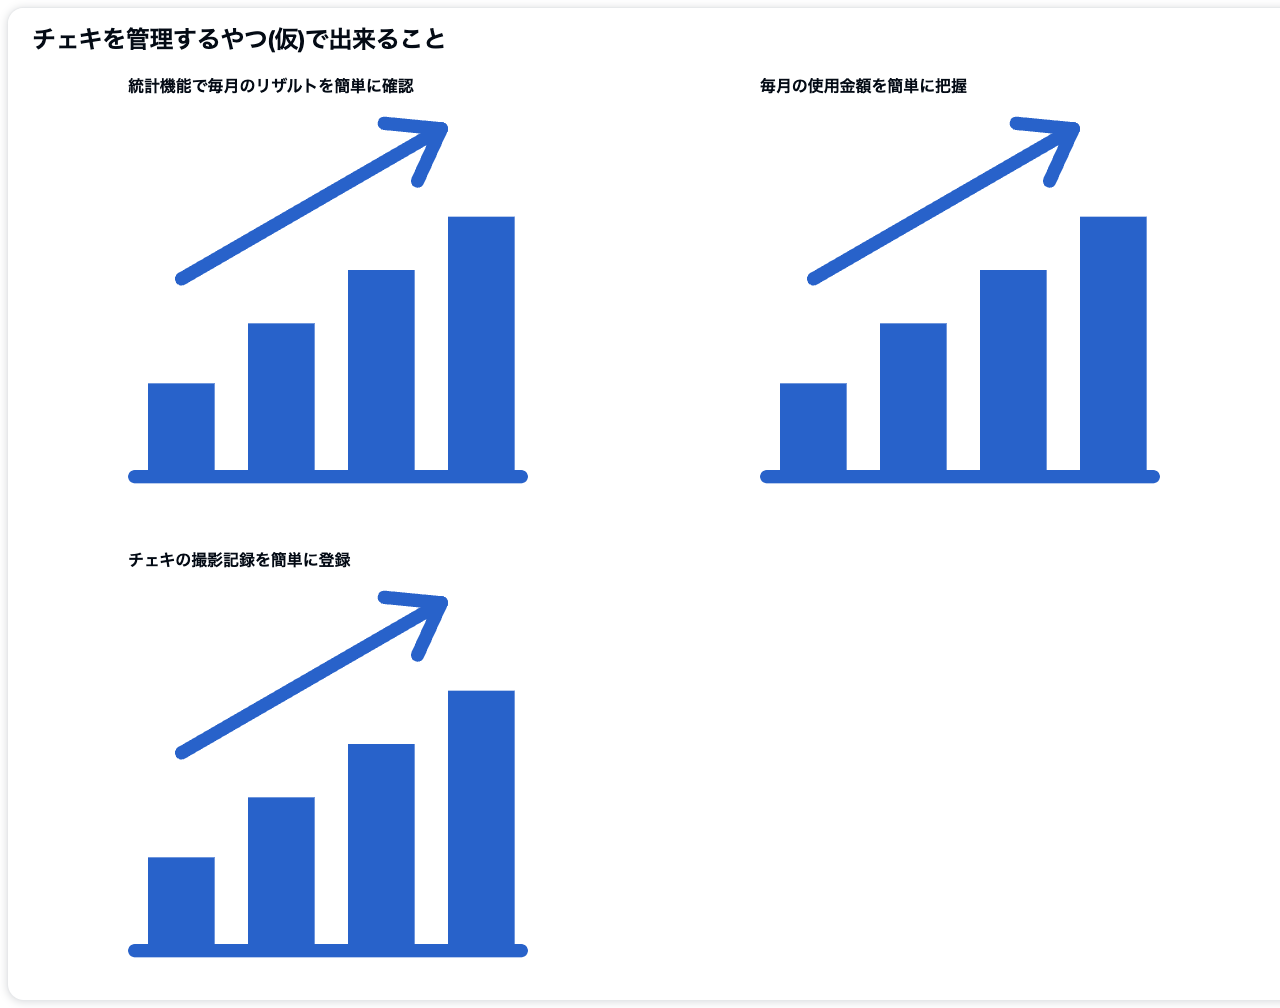 チェキを管理するやつ(仮)で出来ること
統計機能で毎月のリザルトを簡単に確認
毎月の使用金額を簡単に把握
チェキの撮影記録を簡単に登録